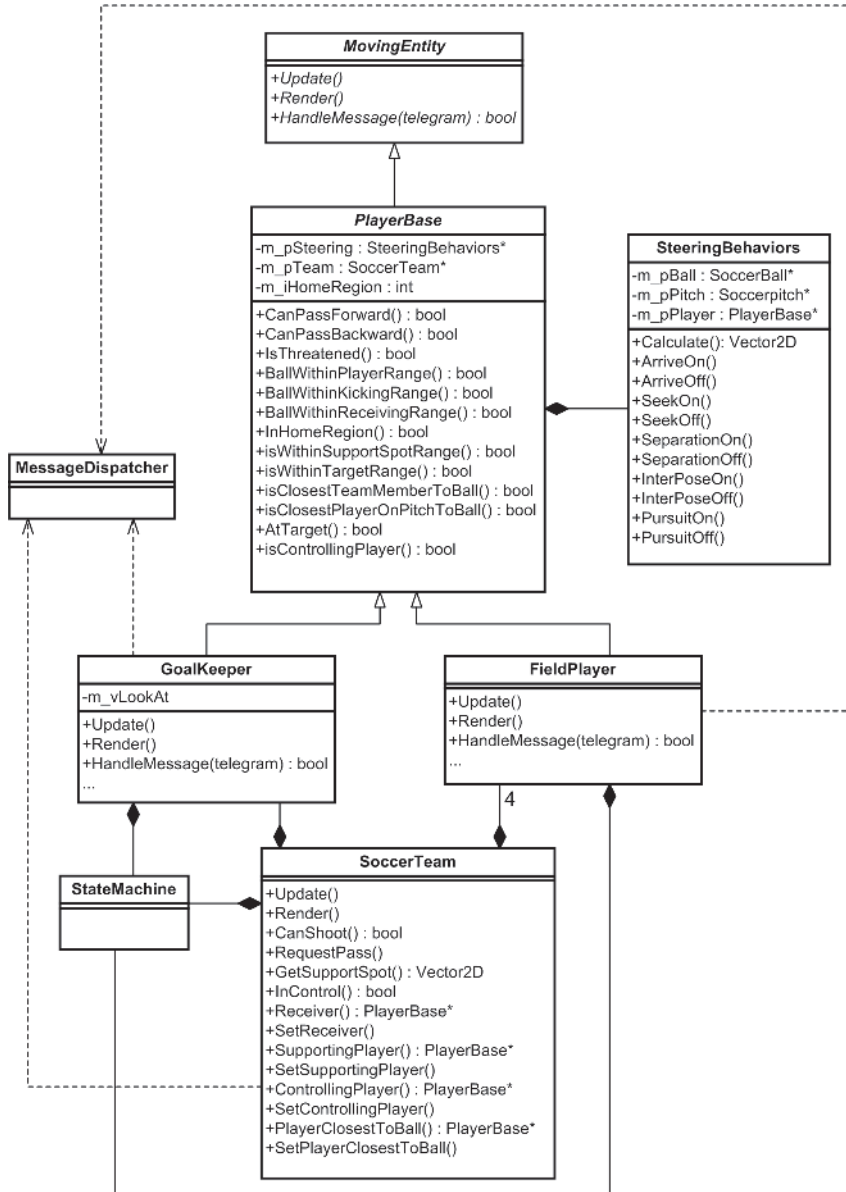 MovingEntity
+Update()
+Render()
+HandleMessage(telegram) : bool
PlayerBase
-m_pSteering : SteeringBehaviors*
-m_pTeam : SoccerTeam*
-m_iHomeRegion : int
+CanPassForward() : bool
+CanPassBackward() : bool
+IsThreatened() : bool
+BallWithinPlayerRange() : bool
+BallWithinKickingRange() : bool
+BallWithinReceivingRange() : bool
+InHomeRegion() : bool
+isWithinSupportSpotRange() : bool
+isWithinTargetRange() : bool
+isClosestTeamMemberToBall() : bool
+isClosestPlayerOnPitchToBall() : bool
+AtTarget() : bool
+isControllingPlayer() : bool
SteeringBehaviors
-m_pBall : SoccerBall*
-m_pPitch : Soccerpitch*
-m_pPlayer : PlayerBase*
+Calculate(): Vector2D
+ArriveOn()
+ArriveOff()
+SeekOn()
+SeekOff()
+SeparationOn()
+SeparationOff()
+InterPoseOn()
+InterPoseOff()
+PursuitOn()
+PursuitOff()
MessageDispatcher
GoalKeeper
-m_vLookAt
+Update()
+Render()
+HandleMessage(telegram) : bool
...
FieldPlayer
+Update()
+Render()
+HandleMessage(telegram) : bool
...
4
StateMachine
SoccerTeam
+Update()
+Render()
+CanShoot() : bool
+RequestPass()
+GetSupportSpot() : Vector2D
+InControl() : bool
+Receiver() : PlayerBase*
+SetReceiver()
+SupportingPlayer() : PlayerBase*
+SetSupportingPlayer()
+ControllingPlayer() : PlayerBase*
+SetControllingPlayer()
+PlayerClosestToBall() : PlayerBase*
+SetPlayerClosestToBall()